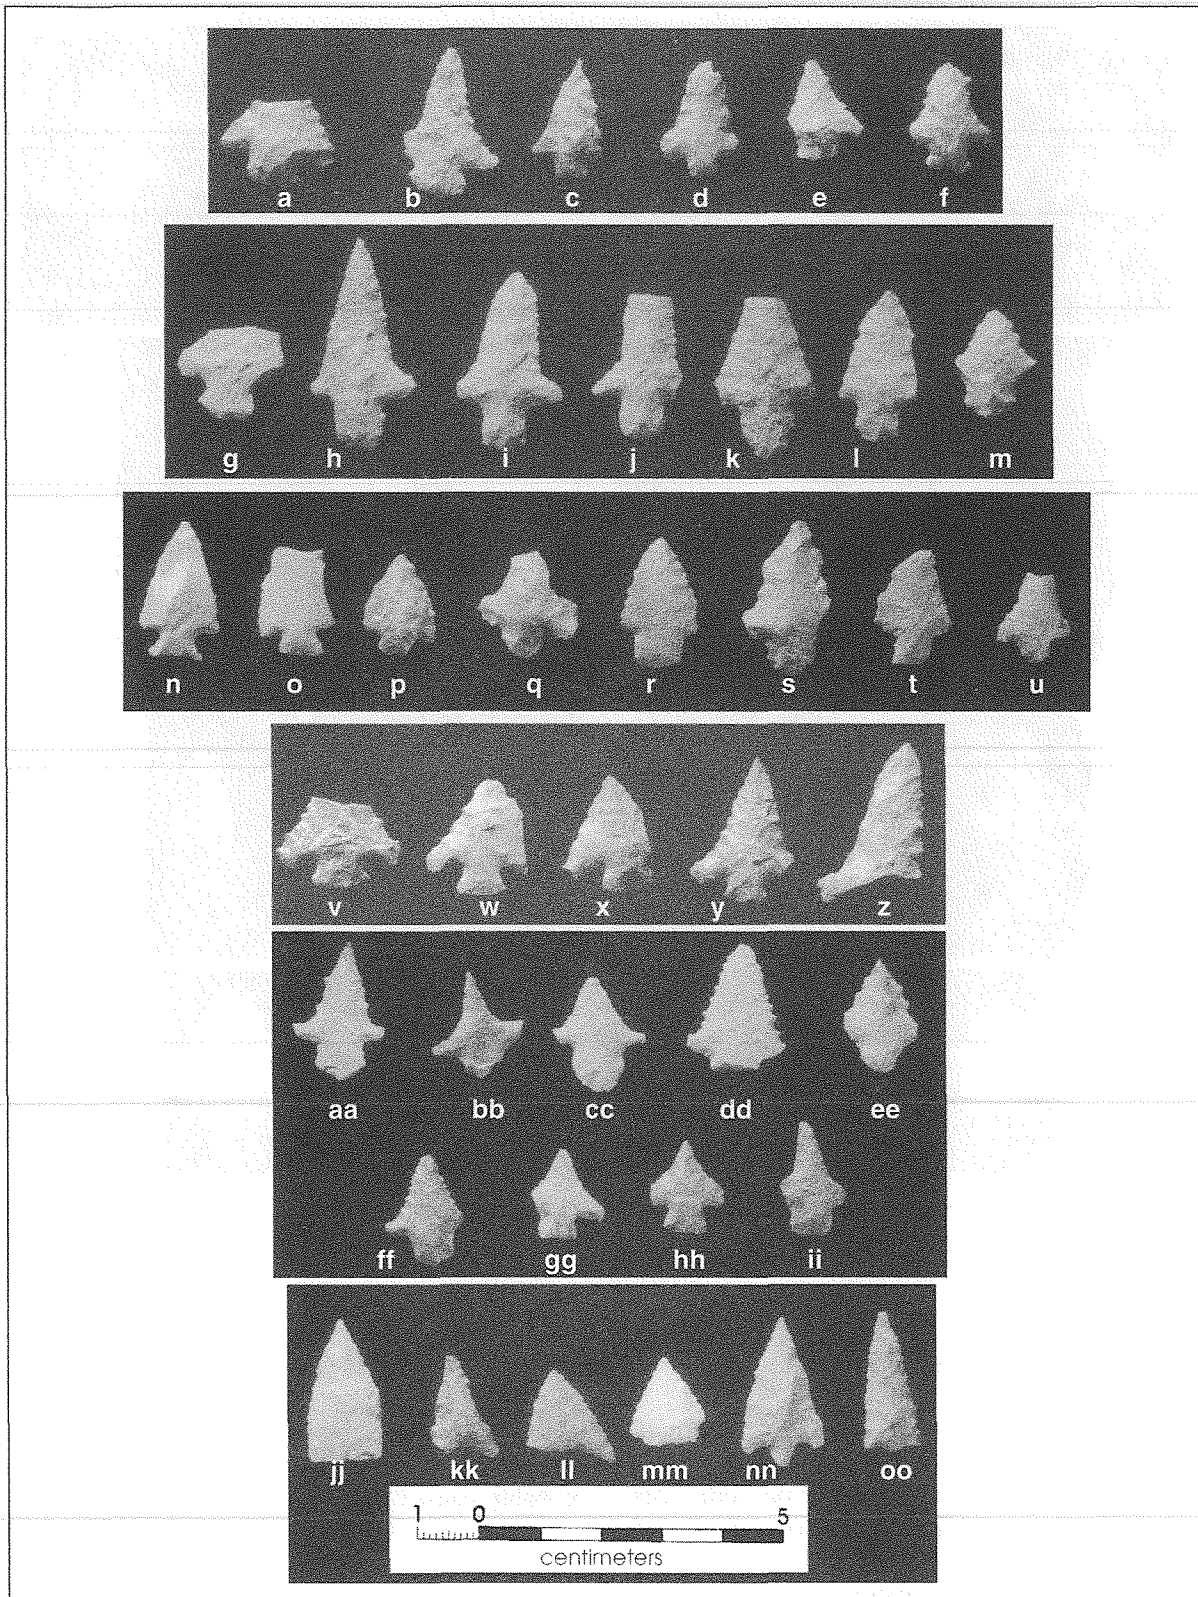 a b c d e f
g h i j k l m
n o p q r s t u
v w x y z
aa bb cc dd ee
ff gg hh ii
jj kk ll mm nn oo
1 0 5
centimeters